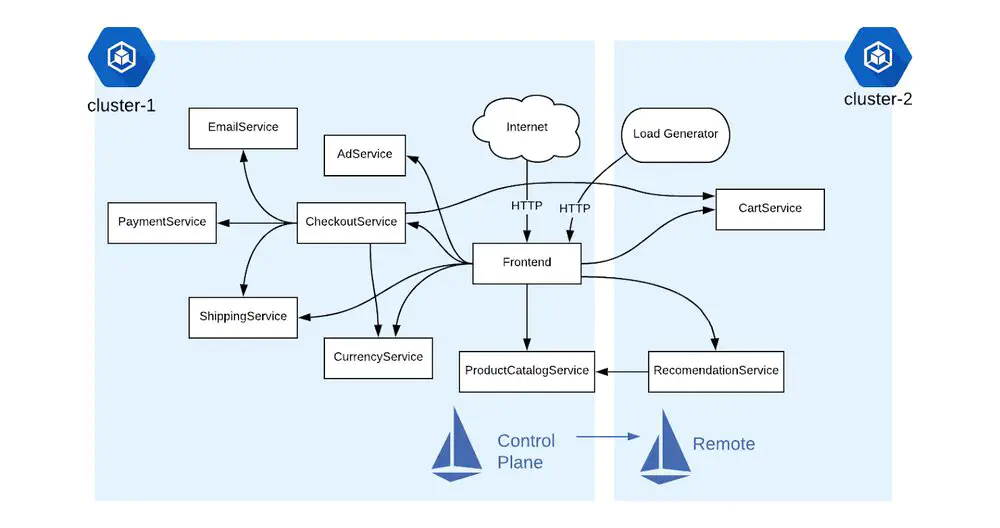 cluster-1
cluster-2
EmailService
Internet
Load Generator
AdService
PaymentService
CheckoutService
HTTP
HTTP
CartService
Frontend
ShippingService
CurrencyService
ProductCatalogService
RecomendationService
Control
Plane
Remote